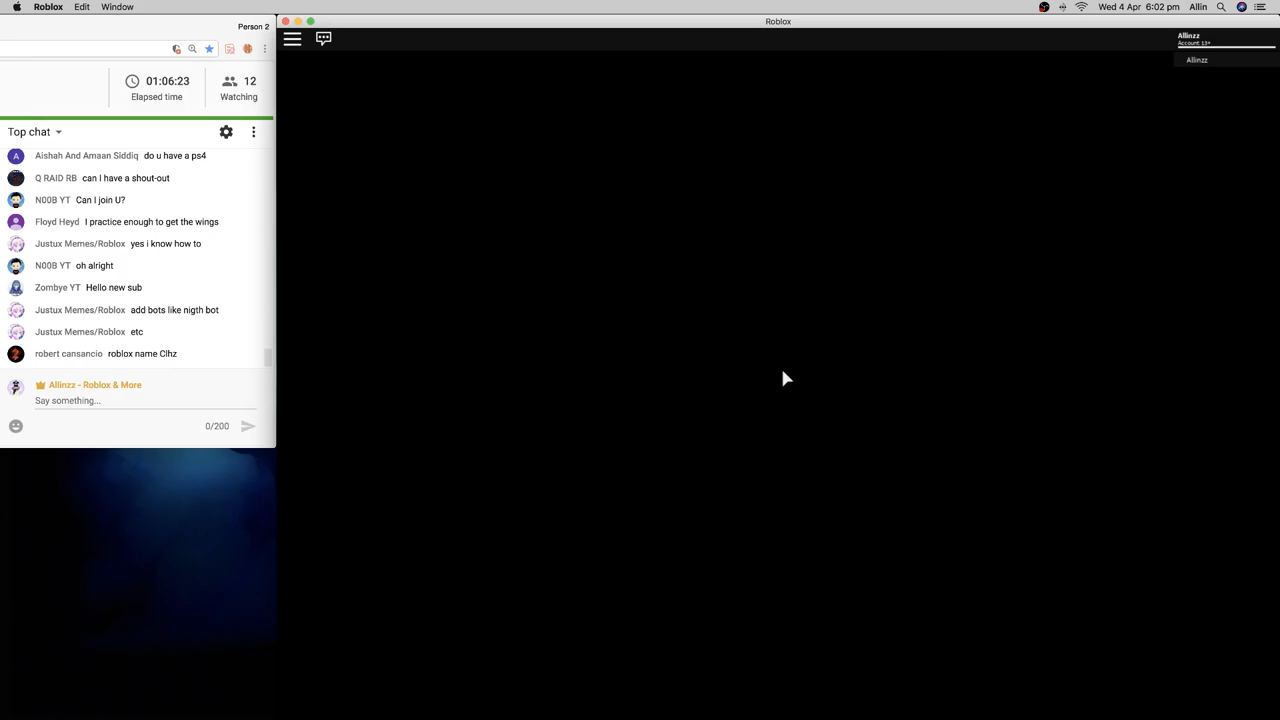 Roblox Edit Window
Wed 4 Apr 6:02 pm Allin
Roblox
Person 2
Allinzz
Account: 13+
Allinzz
01:06:23
Elapsed time
12
Watching
Top chat
Aishah And Amaan Siddiq do u have a ps4
Q RAID RB can I have a shout-out
N00B YT Can I join U?
Floyd Heyd I practice enough to get the wings
Justux Memes/Roblox yes i know how to
N00B YT oh alright
Zombye YT Hello new sub
Justux Memes/Roblox add bots like nigth bot
Justux Memes/Roblox etc
robert cansancio roblox name Clhz
Allinzz - Roblox & More
Say something...
0/200